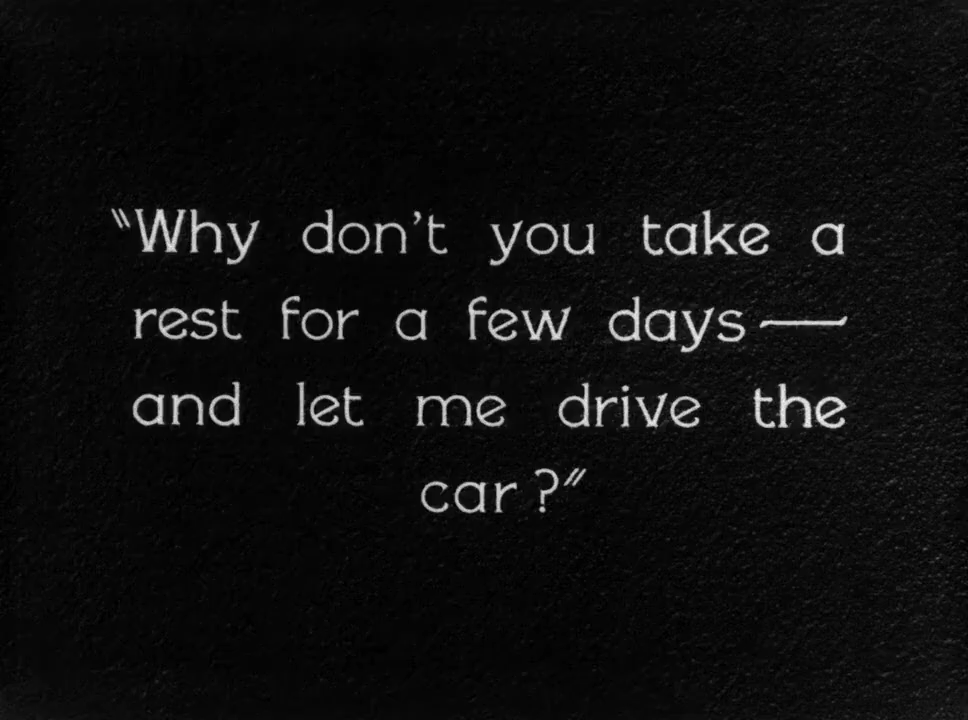 "Why don't you take a
rest for a few days—
and let me drive the
car?"